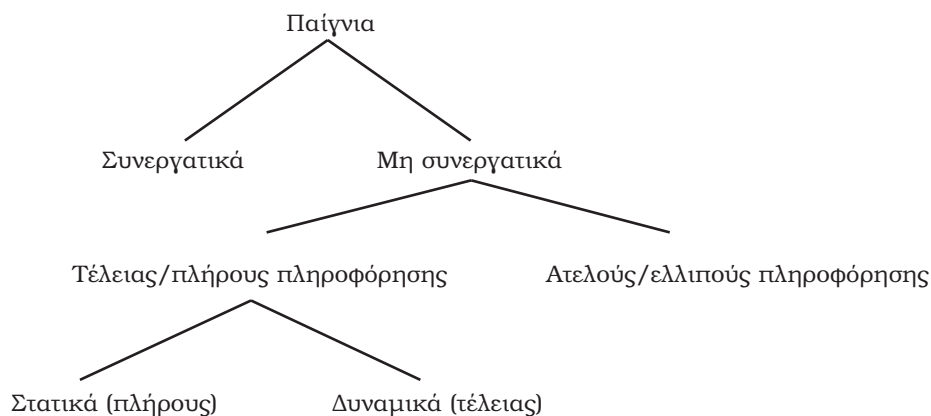 Παίγνια
Συνεργατικά
Μη συνεργατικά
Τέλειας/πλήρους πληροφόρησης
Ατελούς/ελλιπούς πληροφόρησης
Στατικά (πλήρους)
Δυναμικά (τέλειας)